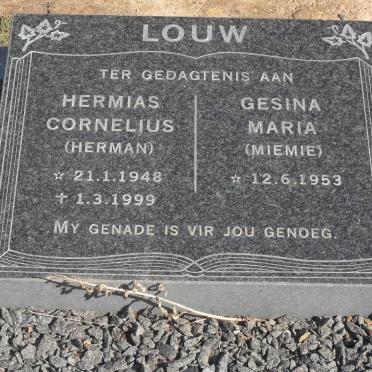 LOUW
TER GEDAGTENIS AAN
HERMIAS
CORNELIUS
(HERMAN)
☆ 21.1.1948
✝ 1.3.1999
GESINA
MARIA
(MIEMIE)
☆ 12.6.1953
MY GENADE IS VIR JOU GENOEG.